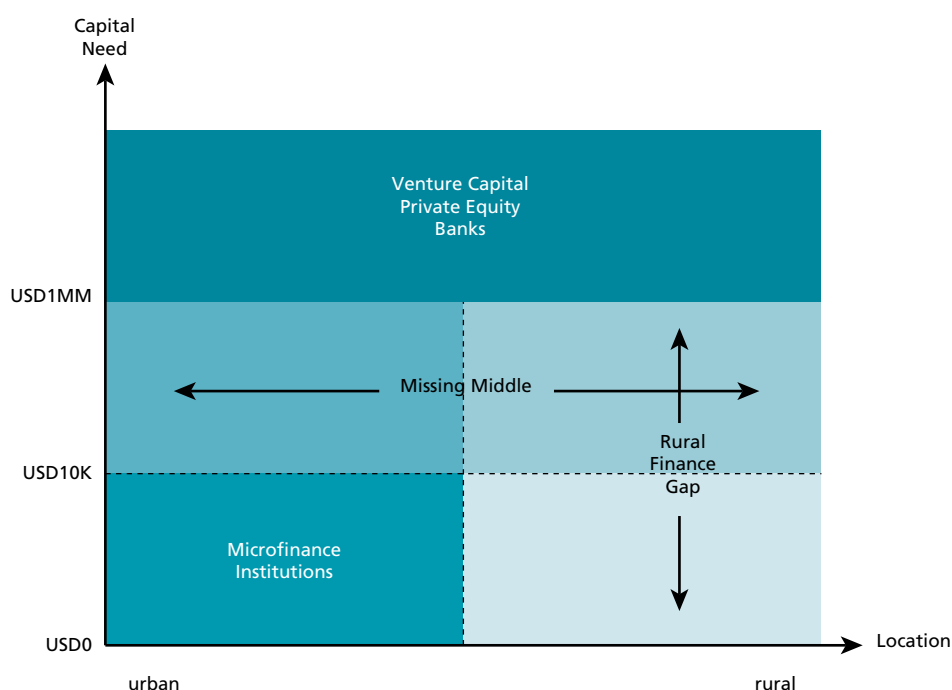 Capital
Need
Venture Capital
Private Equity
Banks
USD1MM
Missing Middle
Rural
Finance
Gap
USD10K
Microfinance
Institutions
USD0
Location
urban
rural